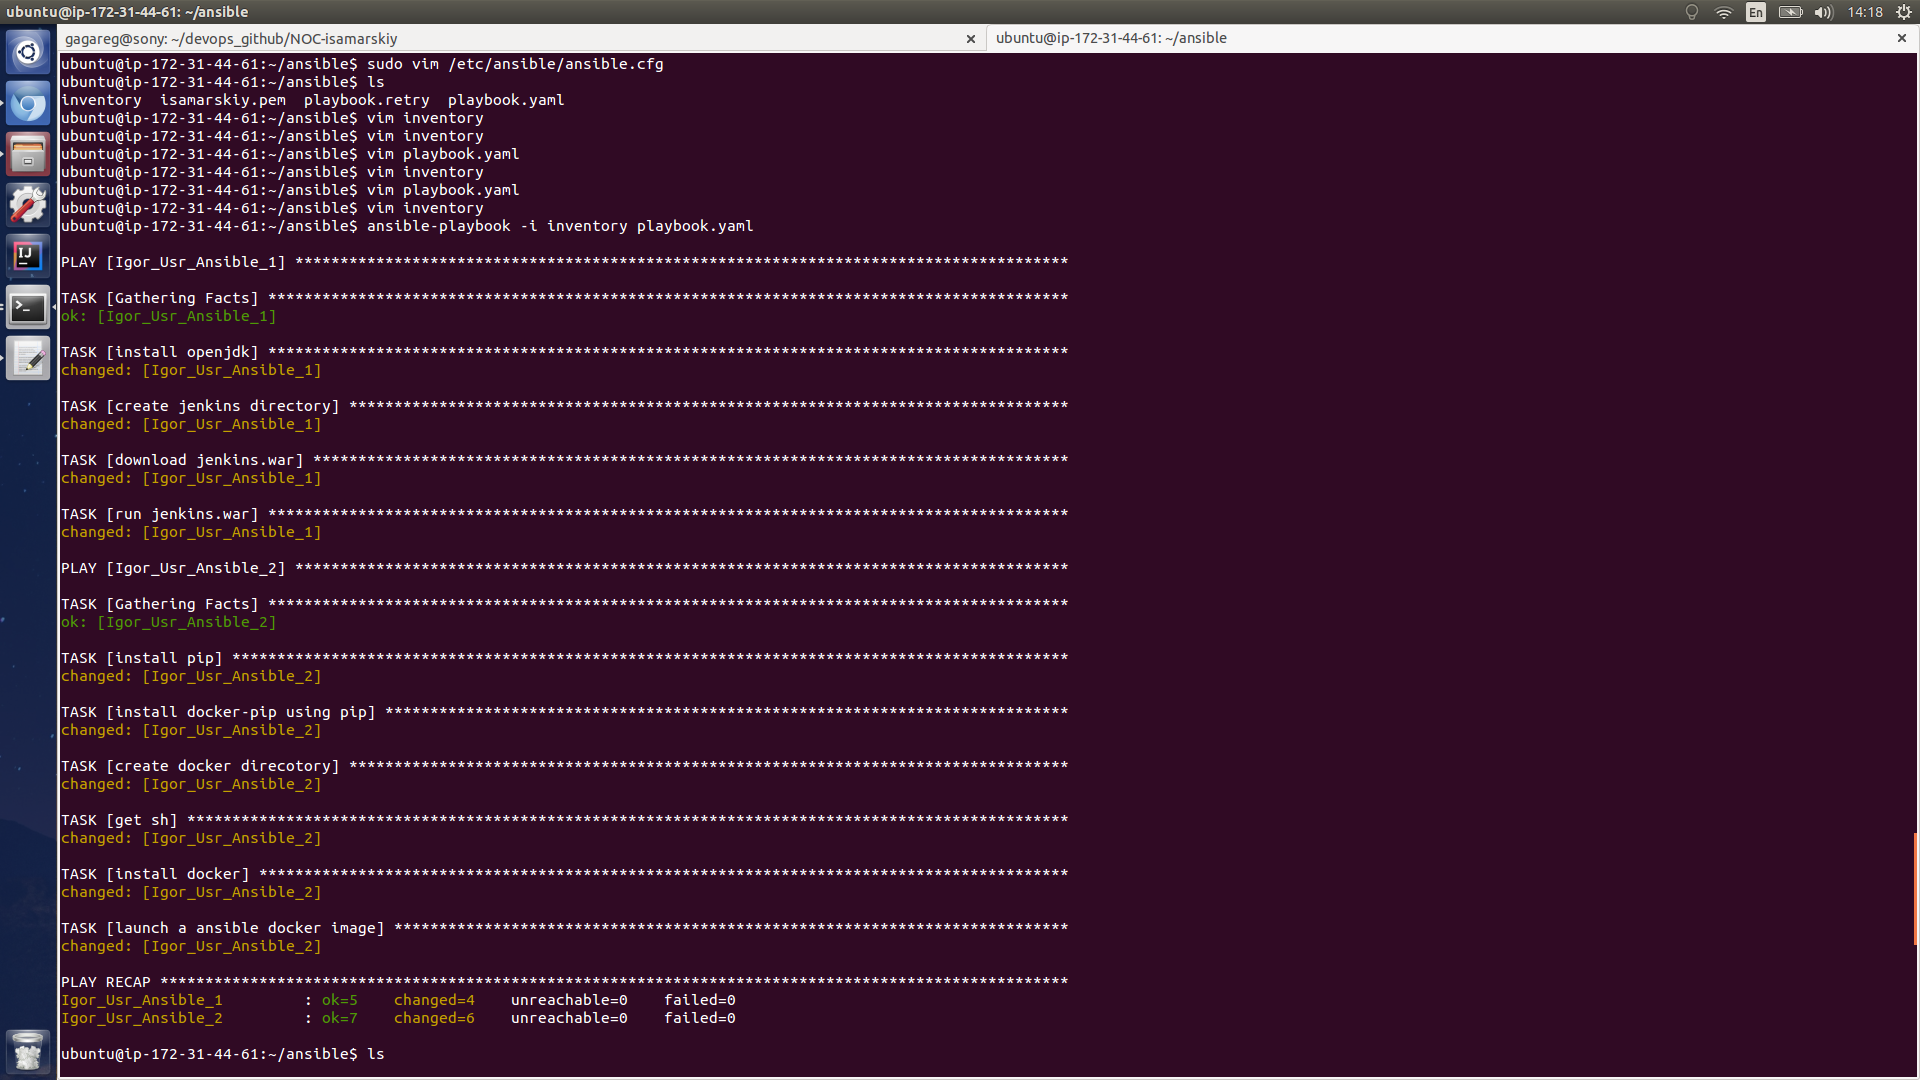 ubuntu@ip-172-31-44-61: ~/ansible
En
14:18
gagareg@sony: ~/devops_github/NOC-isamarskiy
ubuntu@ip-172-31-44-61: ~/ansible
ubuntu@ip-172-31-44-61:~/ansible$ sudo vim /etc/ansible/ansible.cfg
ubuntu@ip-172-31-44-61:~/ansible$ ls
inventory  isamarskiy.pem  playbook.retry  playbook.yaml
ubuntu@ip-172-31-44-61:~/ansible$ vim inventory
ubuntu@ip-172-31-44-61:~/ansible$ vim inventory
ubuntu@ip-172-31-44-61:~/ansible$ vim playbook.yaml
ubuntu@ip-172-31-44-61:~/ansible$ vim inventory
ubuntu@ip-172-31-44-61:~/ansible$ vim playbook.yaml
ubuntu@ip-172-31-44-61:~/ansible$ vim inventory
ubuntu@ip-172-31-44-61:~/ansible$ ansible-playbook -i inventory playbook.yaml
PLAY [Igor_Usr_Ansible_1] **************************************************************************************
TASK [Gathering Facts] *****************************************************************************************
ok: [Igor_Usr_Ansible_1]
TASK [install openjdk] *****************************************************************************************
changed: [Igor_Usr_Ansible_1]
TASK [create jenkins directory] ********************************************************************************
changed: [Igor_Usr_Ansible_1]
TASK [download jenkins.war] ************************************************************************************
changed: [Igor_Usr_Ansible_1]
TASK [run jenkins.war] *****************************************************************************************
changed: [Igor_Usr_Ansible_1]
PLAY [Igor_Usr_Ansible_2] **************************************************************************************
TASK [Gathering Facts] *****************************************************************************************
ok: [Igor_Usr_Ansible_2]
TASK [install pip] *********************************************************************************************
changed: [Igor_Usr_Ansible_2]
TASK [install docker-pip using pip] ****************************************************************************
changed: [Igor_Usr_Ansible_2]
TASK [create docker direcotory] ********************************************************************************
changed: [Igor_Usr_Ansible_2]
TASK [get sh] **************************************************************************************************
changed: [Igor_Usr_Ansible_2]
TASK [install docker] ******************************************************************************************
changed: [Igor_Usr_Ansible_2]
TASK [launch a ansible docker image] ***************************************************************************
changed: [Igor_Usr_Ansible_2]
PLAY RECAP *****************************************************************************************************
Igor_Usr_Ansible_1         : ok=5    changed=4    unreachable=0    failed=0
Igor_Usr_Ansible_2         : ok=7    changed=6    unreachable=0    failed=0
ubuntu@ip-172-31-44-61:~/ansible$ ls
IJ